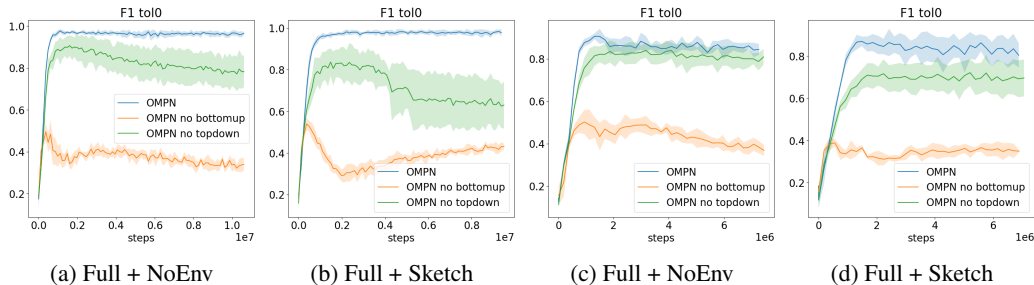 F1 tol0
1.0
0.8
0.6
0.4
0.2
OMPN
OMPN no bottomup
OMPN no topdown
0.0 0.2 0.4 0.6 0.8 1.0
steps 1e7
(a) Full + NoEnv
F1 tol0
1.0
0.8
0.6
0.4
0.2
OMPN
OMPN no bottomup
OMPN no topdown
0.0 0.2 0.4 0.6 0.8
steps 1e7
(b) Full + Sketch
F1 tol0
0.8
0.6
0.4
0.2
OMPN
OMPN no bottomup
OMPN no topdown
0 2 4 6
steps 1e6
(c) Full + NoEnv
F1 tol0
0.8
0.6
0.4
0.2
OMPN
OMPN no bottomup
OMPN no topdown
0 2 4 6
steps 1e6
(d) Full + Sketch